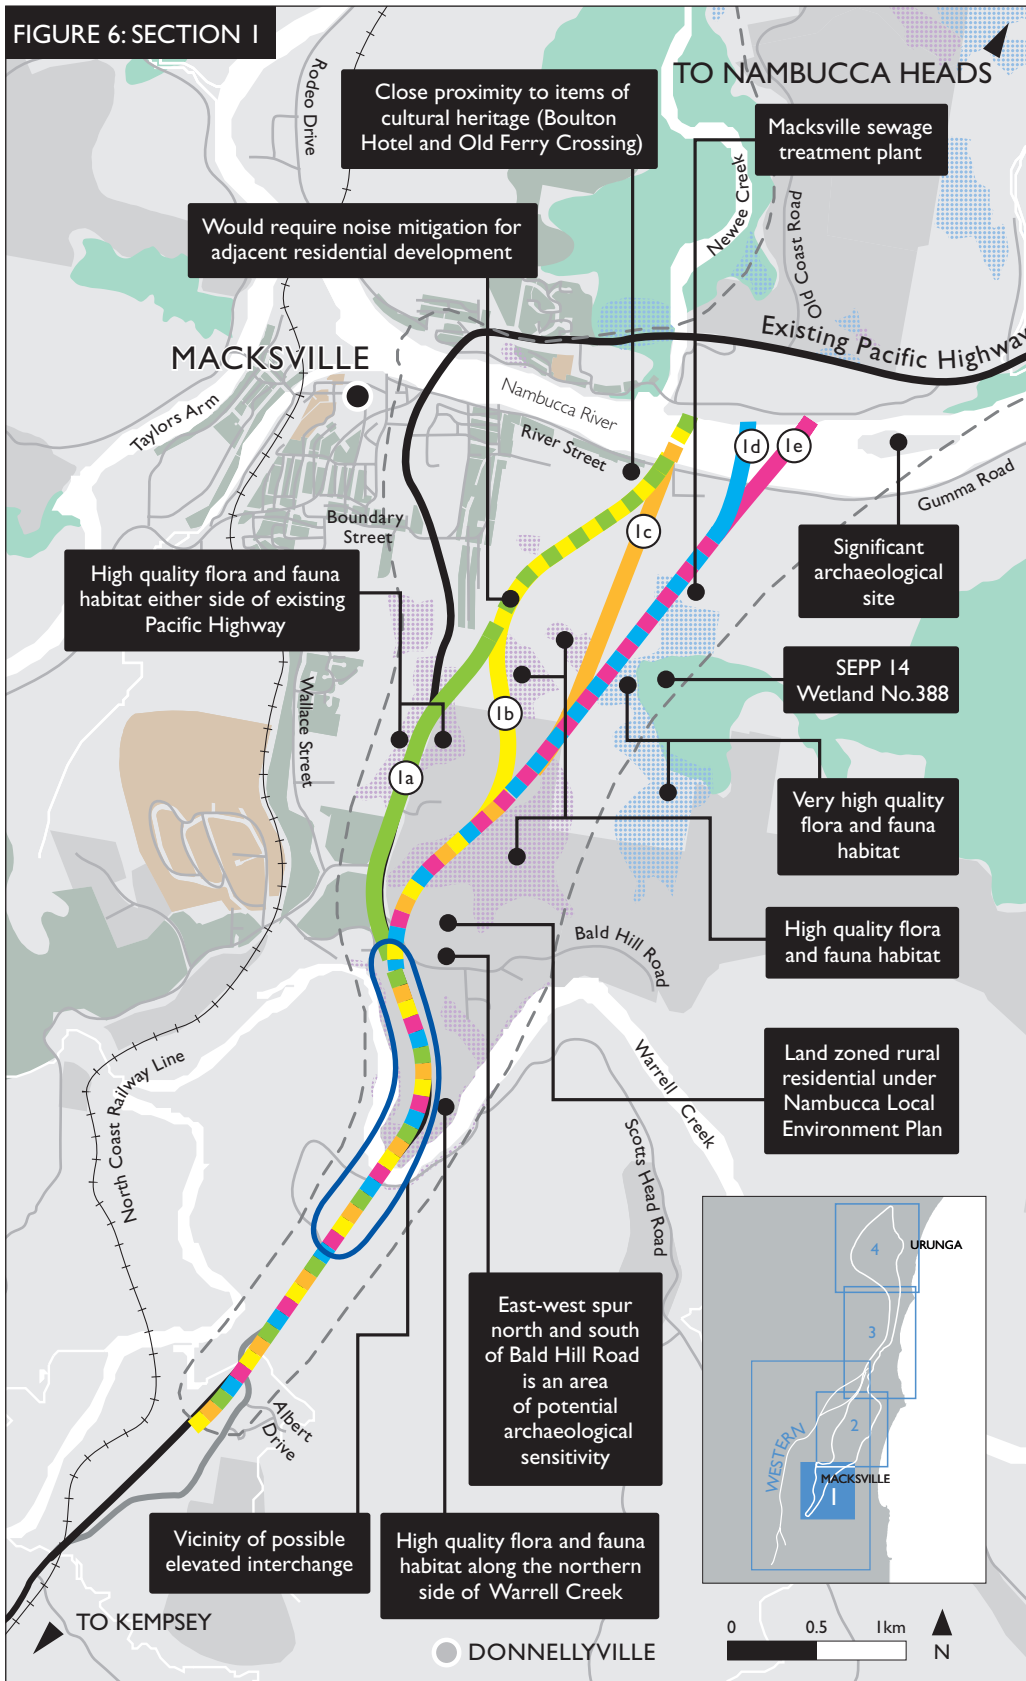 FIGURE 6: SECTION 1
TO NAMBUCCA HEADS
Rodeo Drive
Close proximity to items of
cultural heritage (Boulton
Hotel and Old Ferry Crossing)
Macksville sewage
treatment plant
Newee Creek
Old Coast Road
Would require noise mitigation for
adjacent residential development
Existing Pacific Highway
MACKSVILLE
Taylors Arm
Nambucca River
River Street
1d
1e
Gumma Road
Boundary
Street
1c
Significant
archaeological
site
High quality flora and fauna
habitat either side of existing
Pacific Highway
SEPP 14
Wetland No.388
Wallace Street
1b
1a
Very high quality
flora and fauna
habitat
High quality flora
and fauna habitat
Bald Hill Road
North Coast Railway Line
Warrell Creek
Scotts Head Road
Land zoned rural
residential under
Nambucca Local
Environment Plan
4
URUNGA
3
2
WESTERN
MACKSVILLE
1
East-west spur
north and south
of Bald Hill Road
is an area
of potential
archaeological
sensitivity
Albert
Drive
Vicinity of possible
elevated interchange
High quality flora and fauna
habitat along the northern
side of Warrell Creek
TO KEMPSEY
DONNELLYVILLE
0 0.5 1km
N